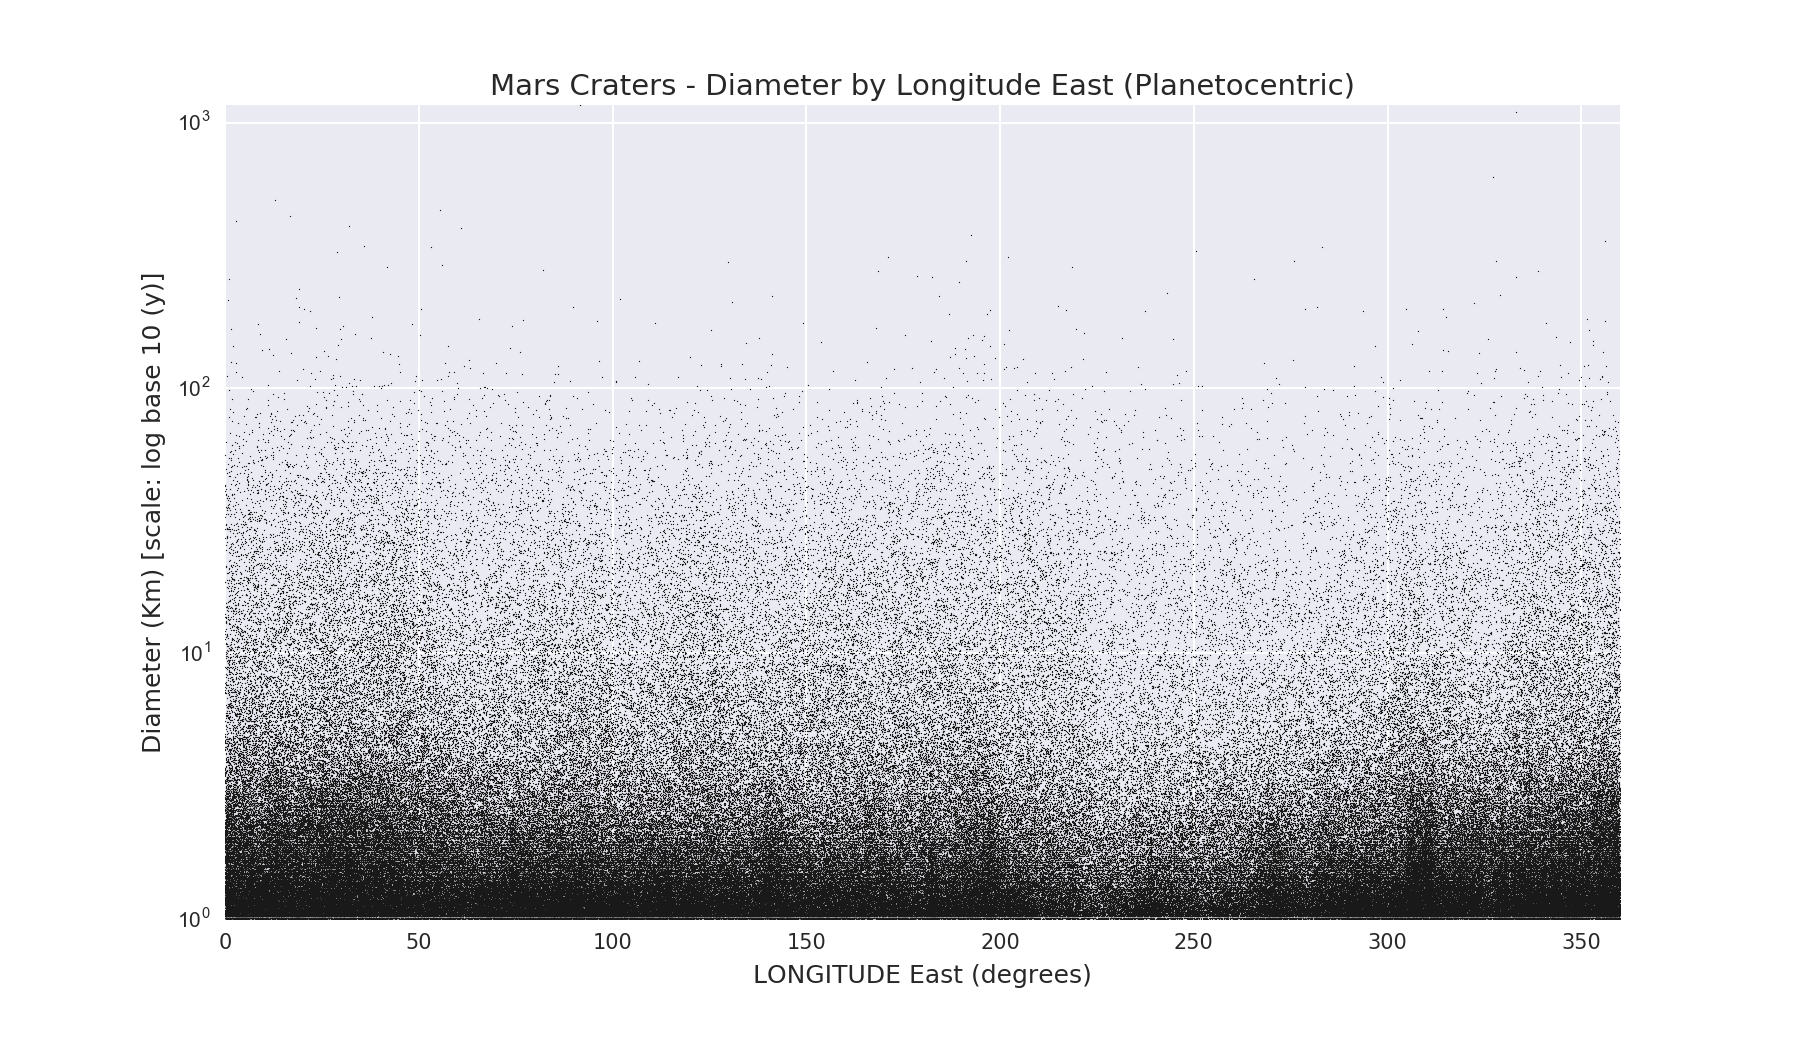 Mars Craters - Diameter by Longitude East (Planetocentric)
Diameter (Km) [scale: log base 10 (y)]
10³
10²
10¹
10⁰
0 50 100 150 200 250 300 350
LONGITUDE East (degrees)